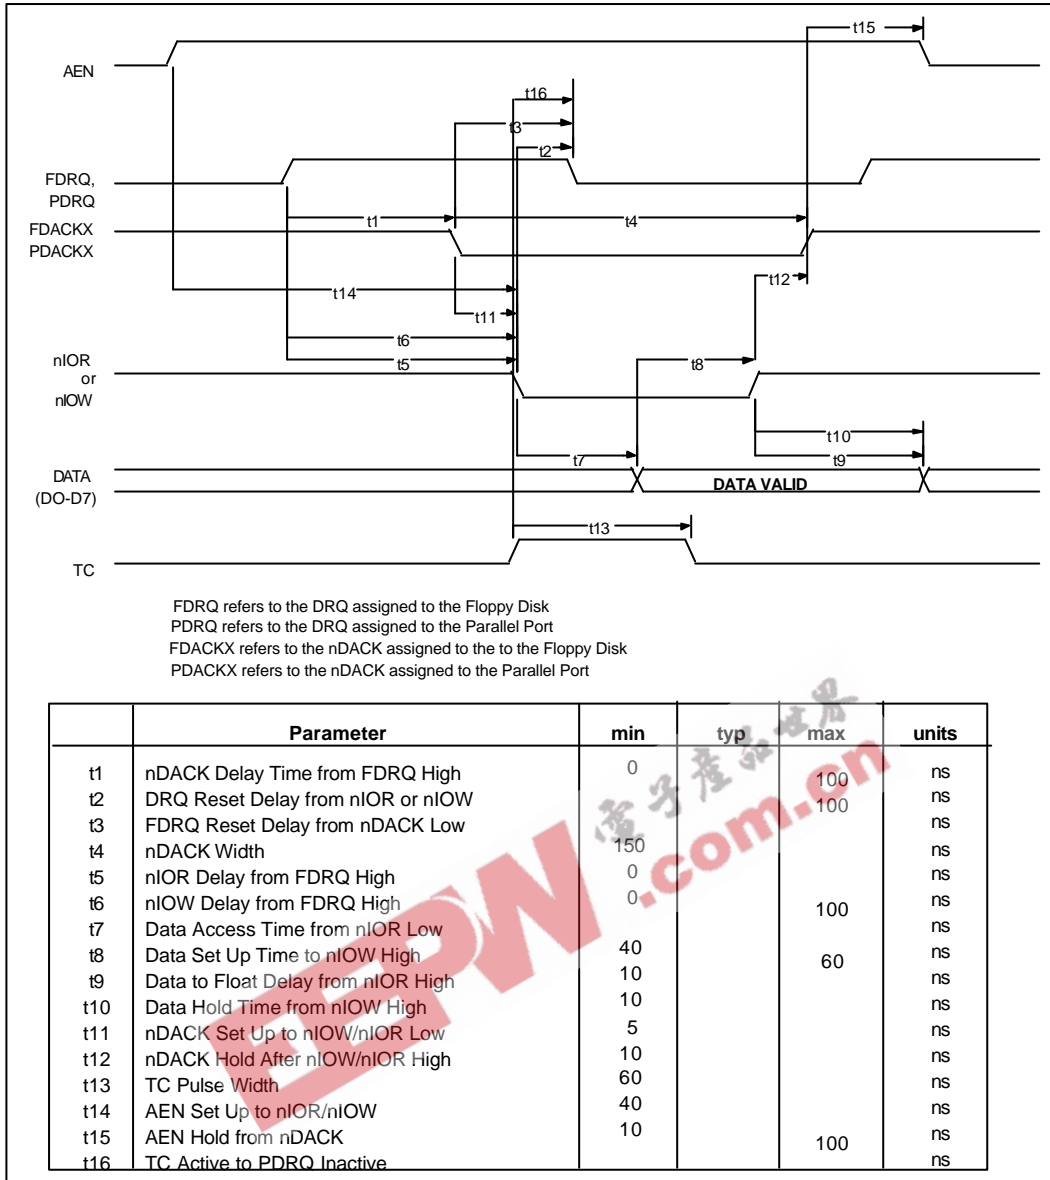 t15
AEN
t16
t3
t2
FDRQ,
PDRQ
t1
t4
FDACKX
PDACKX
t12
t14
t11
t6
nIOR
t5
t8
or
nIOW
t10
t7
t9
DATA
DATA VALID
(DO-D7)
t13
TC
FDRQ refers to the DRQ assigned to the Floppy Disk
PDRQ refers to the DRQ assigned to the Parallel Port
FDACKX refers to the nDACK assigned to the to the Floppy Disk
PDACKX refers to the nDACK assigned to the Parallel Port
Parameter min typ max units
t1 nDACK Delay Time from FDRQ High 0 ns
t2 DRQ Reset Delay from nIOR or nIOW 100 ns
t3 FDRQ Reset Delay from nDACK Low 100 ns
t4 nDACK Width 150 ns
t5 nIOR Delay from FDRQ High 0 ns
t6 nIOW Delay from FDRQ High 0 ns
t7 Data Access Time from nIOR Low 100 ns
t8 Data Set Up Time to nIOW High 40 ns
t9 Data to Float Delay from nIOR High 10 60 ns
t10 Data Hold Time from nIOW High 10 ns
t11 nDACK Set Up to nIOW/nIOR Low 5 ns
t12 nDACK Hold After nIOW/nIOR High 10 ns
t13 TC Pulse Width 60 ns
t14 AEN Set Up to nIOR/nIOW 40 ns
t15 AEN Hold from nDACK 10 ns
t16 TC Active to PDRQ Inactive 100 ns
EEPW
.com.cn
電子產品世界